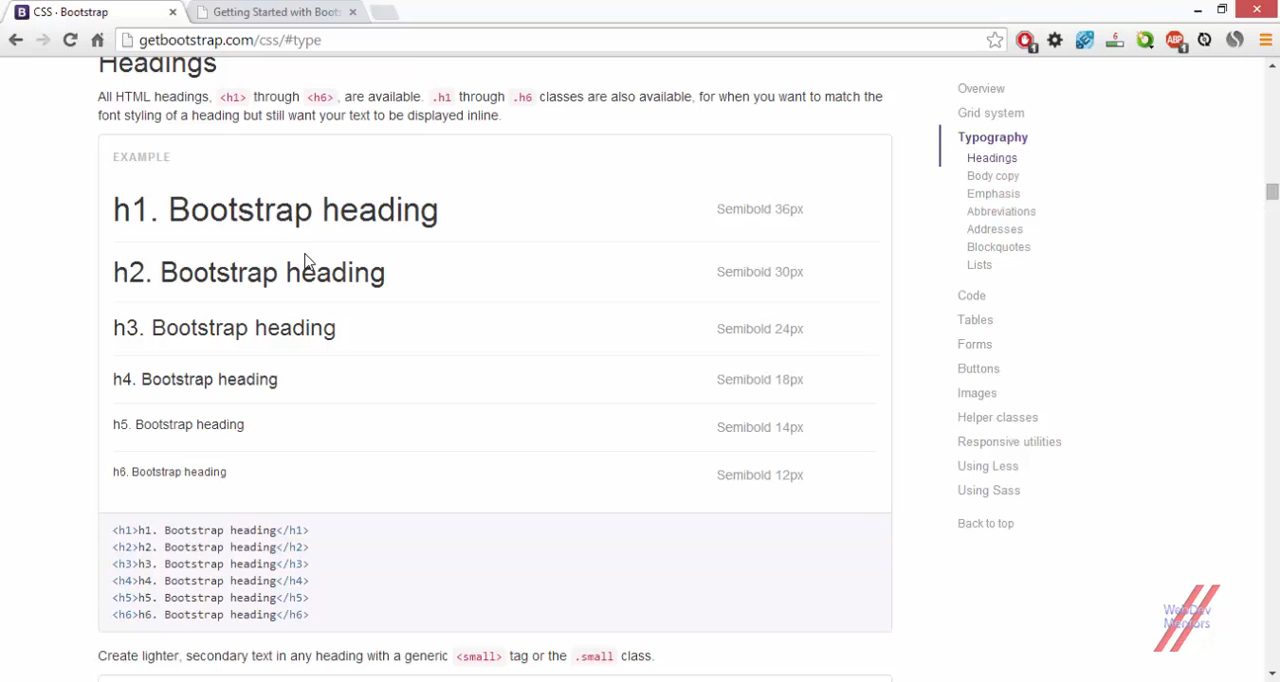 CSS · Bootstrap
Getting Started with Boots
getbootstrap.com/css/#type
Headings
All HTML headings, <h1> through <h6>, are available. .h1 through .h6 classes are also available, for when you want to match the
font styling of a heading but still want your text to be displayed inline.
EXAMPLE
h1. Bootstrap heading Semibold 36px
h2. Bootstrap heading Semibold 30px
h3. Bootstrap heading Semibold 24px
h4. Bootstrap heading Semibold 18px
h5. Bootstrap heading Semibold 14px
h6. Bootstrap heading Semibold 12px
<h1>h1. Bootstrap heading</h1>
<h2>h2. Bootstrap heading</h2>
<h3>h3. Bootstrap heading</h3>
<h4>h4. Bootstrap heading</h4>
<h5>h5. Bootstrap heading</h5>
<h6>h6. Bootstrap heading</h6>
Create lighter, secondary text in any heading with a generic <small> tag or the .small class.
Overview
Grid system
Typography
Headings
Body copy
Emphasis
Abbreviations
Addresses
Blockquotes
Lists
Code
Tables
Forms
Buttons
Images
Helper classes
Responsive utilities
Using Less
Using Sass
Back to top
WebDev
Mentors
B
1
6
ABP
1